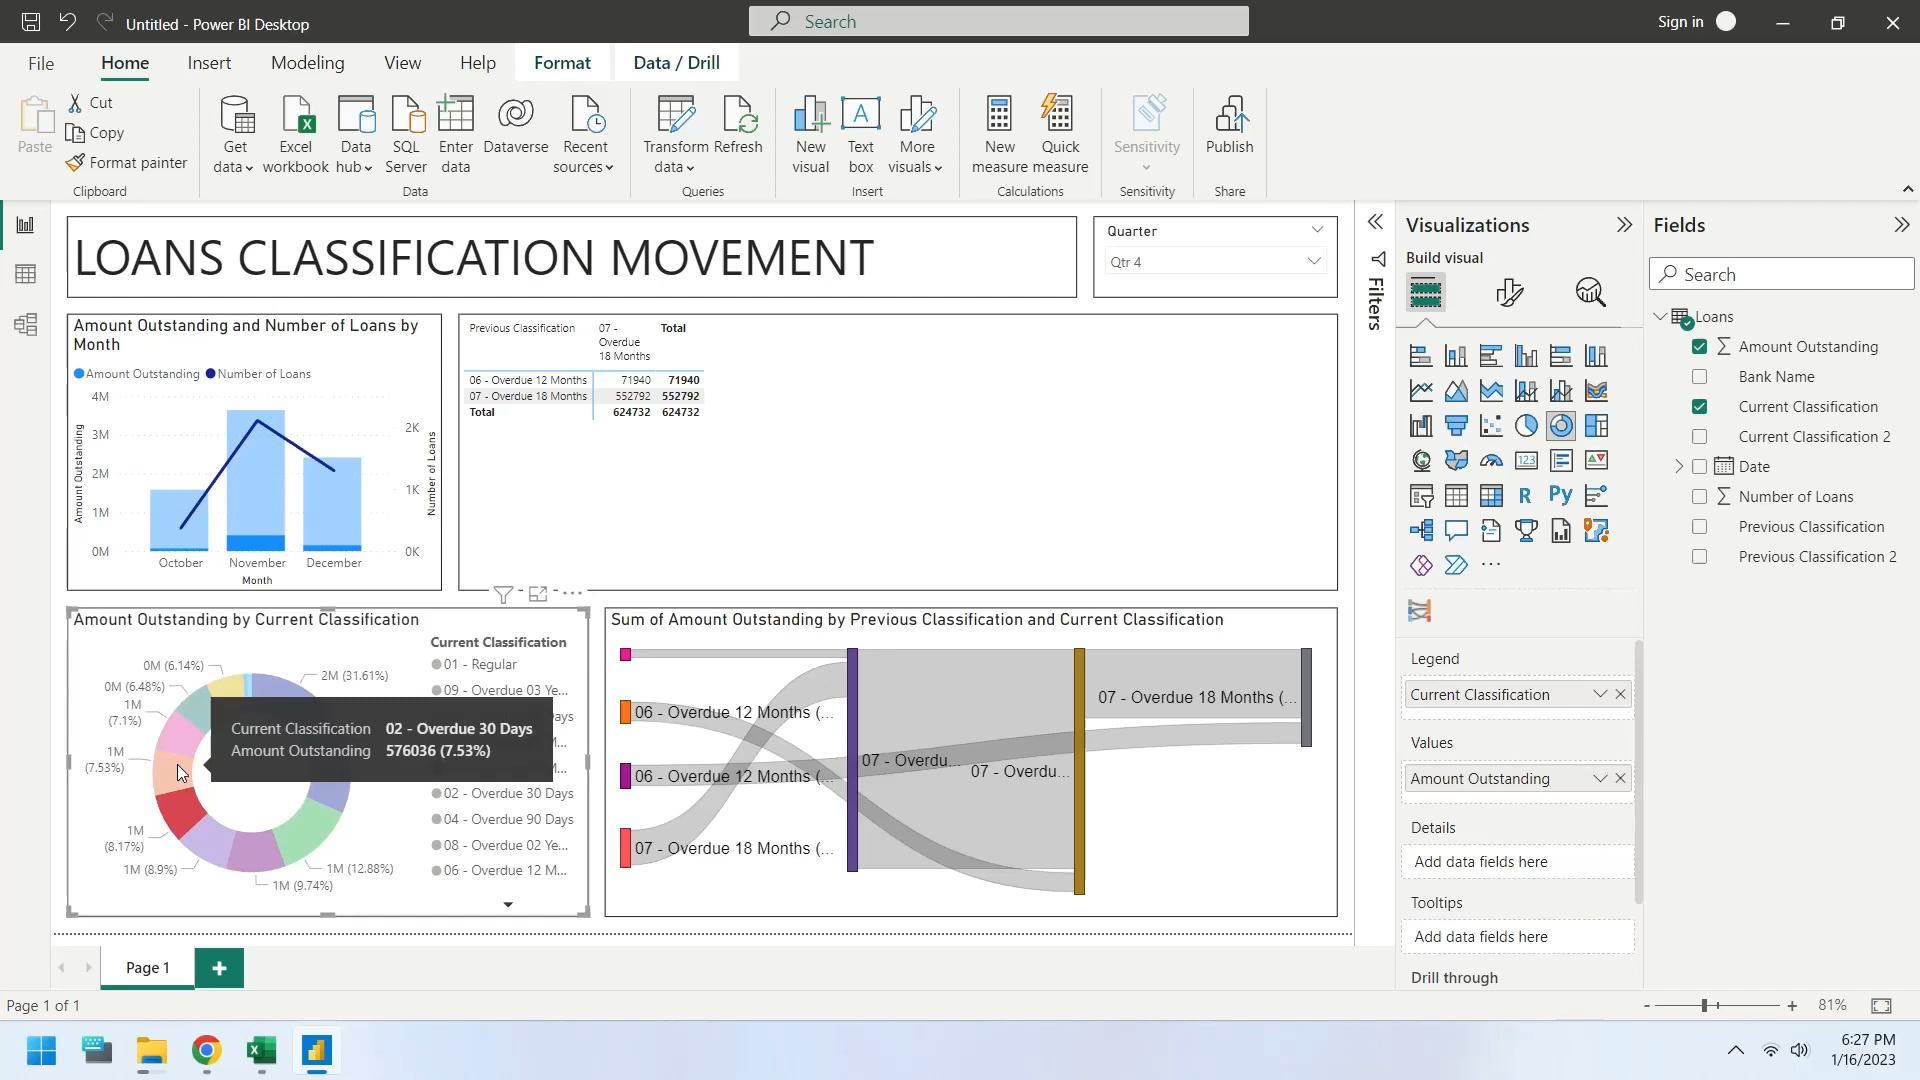 Untitled - Power BI Desktop
Search
Sign in
File
Home
Insert
Modeling
View
Help
Format
Data / Drill
Paste
Cut
Copy
Format painter
Clipboard
Get data
Excel workbook
Data hub
SQL Server
Enter data
Dataverse
Recent sources
Data
Transform data
Refresh
Queries
New visual
Text box
More visuals
Insert
New measure
Quick measure
Calculations
Sensitivity
Sensitivity
Publish
Share
LOANS CLASSIFICATION MOVEMENT
Quarter
Qtr 4
Amount Outstanding and Number of Loans by
Month
Amount Outstanding
Number of Loans
4M
3M
2M
1M
0M
Amount Outstanding
2K
1K
0K
Number of Loans
October
November
December
Month
Previous Classification
07 -
Overdue
18 Months
Total
06 - Overdue 12 Months 71940 71940
07 - Overdue 18 Months 552792 552792
Total 624732 624732
Amount Outstanding by Current Classification
0M (6.14%)
0M (6.48%)
1M
(7.1%)
1M
(7.53%)
1M
(8.17%)
1M (8.9%)
1M (9.74%)
1M (12.88%)
2M (31.61%)
Current Classification
01 - Regular
09 - Overdue 03 Ye...
ays
M...
M...
02 - Overdue 30 Days
04 - Overdue 90 Days
08 - Overdue 02 Ye...
06 - Overdue 12 M...
Current Classification 02 - Overdue 30 Days
Amount Outstanding 576036 (7.53%)
Sum of Amount Outstanding by Previous Classification and Current Classification
06 - Overdue 12 Months (...
06 - Overdue 12 Months (...
07 - Overdue 18 Months (...
07 - Overdu...
07 - Overdu...
07 - Overdue 18 Months (...
Filters
Visualizations
Build visual
123
R
Py
...
Legend
Current Classification
Values
Amount Outstanding
Details
Add data fields here
Tooltips
Add data fields here
Drill through
Fields
Search
Loans
Amount Outstanding
Bank Name
Current Classification
Current Classification 2
Date
Number of Loans
Previous Classification
Previous Classification 2
Page 1
Page 1 of 1
81%
6:27 PM
1/16/2023